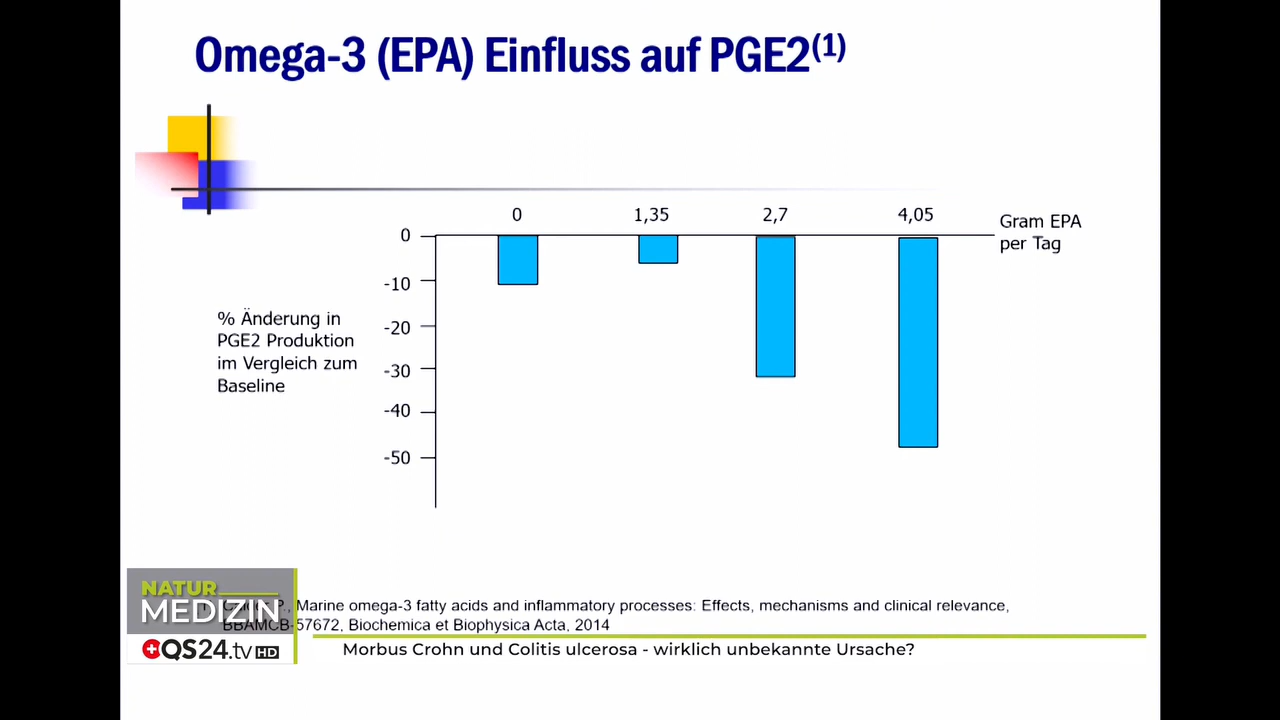 Omega-3 (EPA) Einfluss auf PGE2(1)
0 1,35 2,7 4,05
Gram EPA
per Tag
0
-10
-20
-30
-40
-50
% Änderung in
PGE2 Produktion
im Vergleich zum
Baseline
P., Marine omega-3 fatty acids and inflammatory processes: Effects, mechanisms and clinical relevance,
BBAMCB-57672, Biochemica et Biophysica Acta, 2014
NATUR
MEDIZIN
QS24.tv HD
Morbus Crohn und Colitis ulcerosa - wirklich unbekannte Ursache?